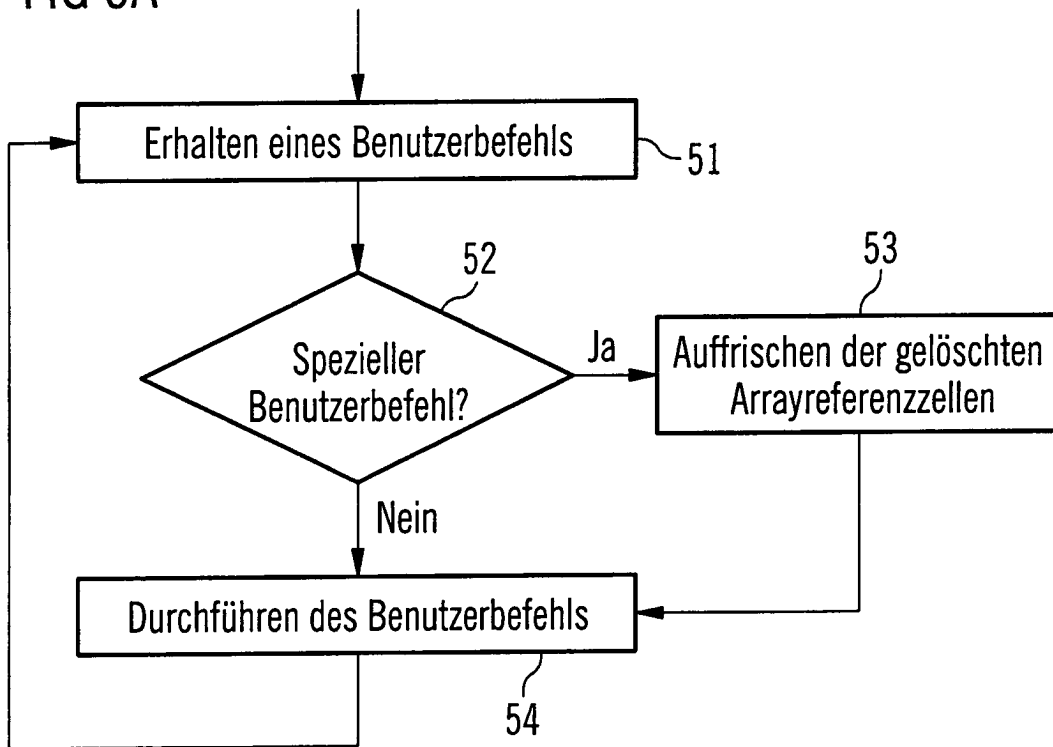 Erhalten eines Benutzerbefehls
51
52
Spezieller
Benutzerbefehl?
Ja
53
Auffrischen der gelöschten
Arrayreferenzzellen
Nein
Durchführen des Benutzerbefehls
54